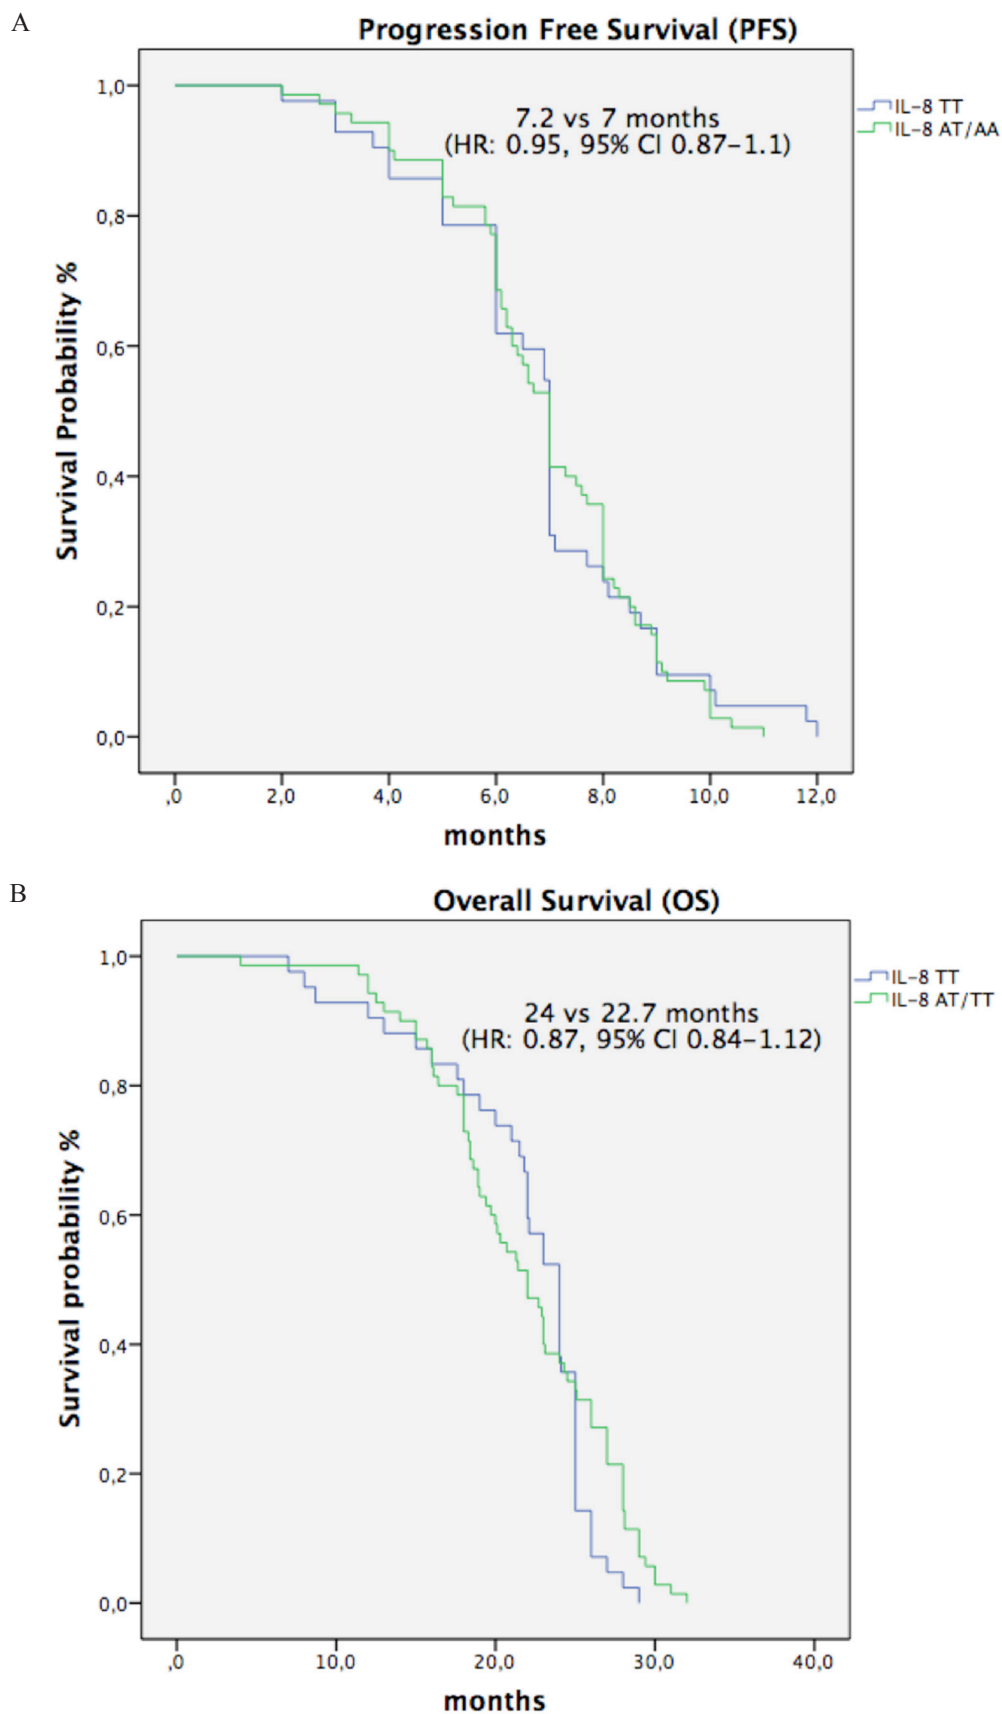 A
Progression Free Survival (PFS)
1,0
0,8
0,6
0,4
0,2
0,0
Survival Probability %
7.2 vs 7 months
(HR: 0.95, 95% CI 0.87–1.1)
IL–8 TT
IL–8 AT/AA
,0 2,0 4,0 6,0 8,0 10,0 12,0
months
B
Overall Survival (OS)
1,0
0,8
0,6
0,4
0,2
0,0
Survival probability %
24 vs 22.7 months
(HR: 0.87, 95% CI 0.84–1.12)
IL–8 TT
IL–8 AT/TT
,0 10,0 20,0 30,0 40,0
months